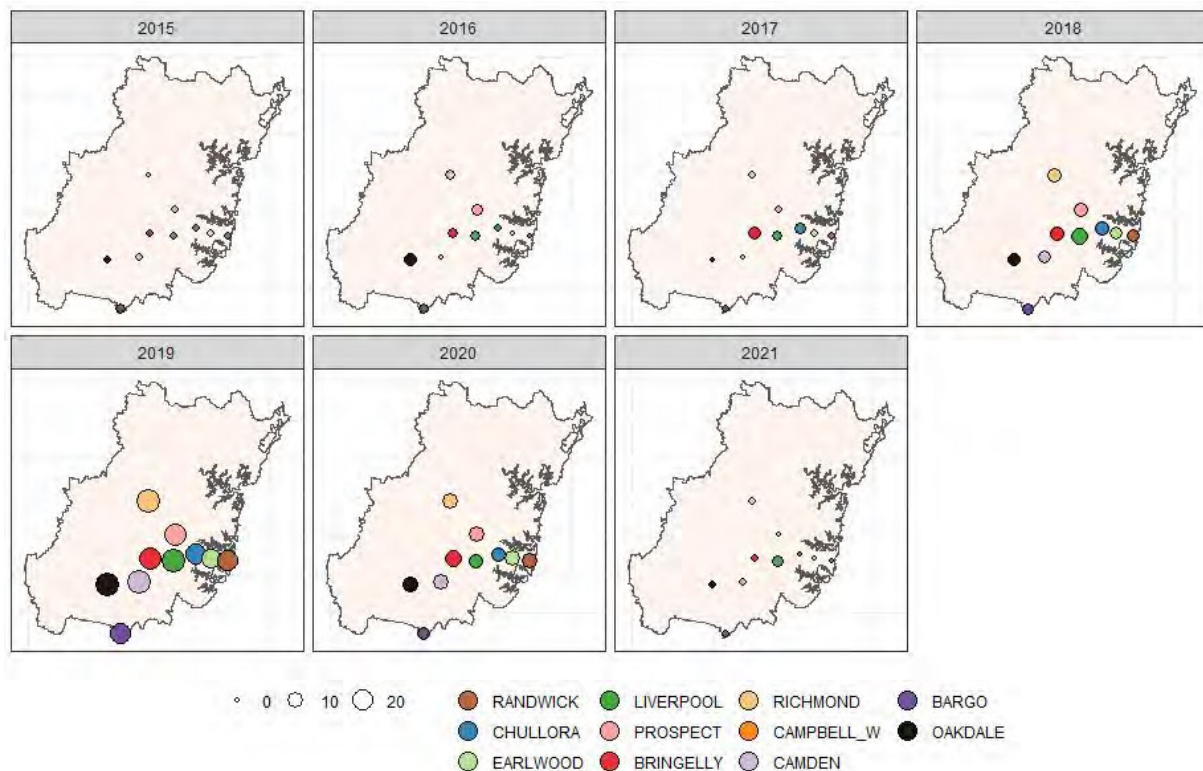 2015 2016 2017 2018
2019 2020 2021
0 10 20 RANDWICK LIVERPOOL RICHMOND BARGO
CHULLORA PROSPECT CAMPBELL_W OAKDALE
EARLWOOD BRINGELLY CAMDEN